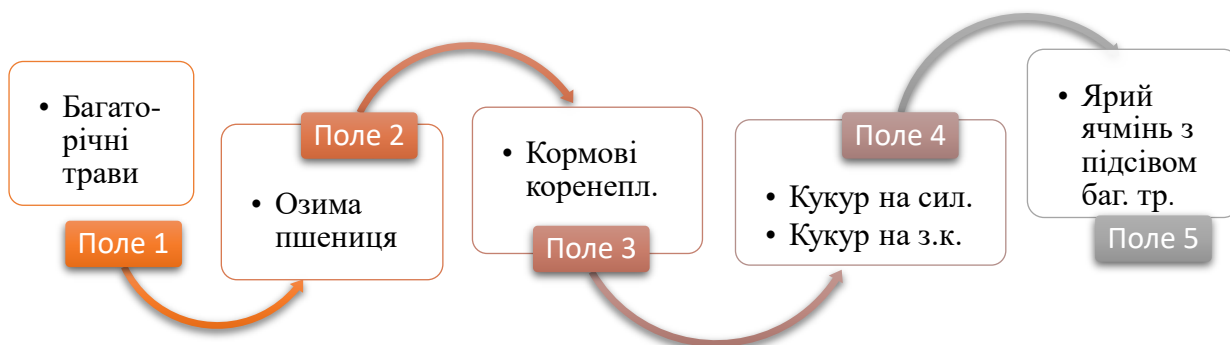 • Багато-
річні
трави
Поле 1
Поле 2
• Озима
пшениця
• Кормові
коренепл.
Поле 3
Поле 4
• Кукур на сил.
• Кукур на з.к.
• Ярий
ячмінь з
підсівом
баг. тр.
Поле 5